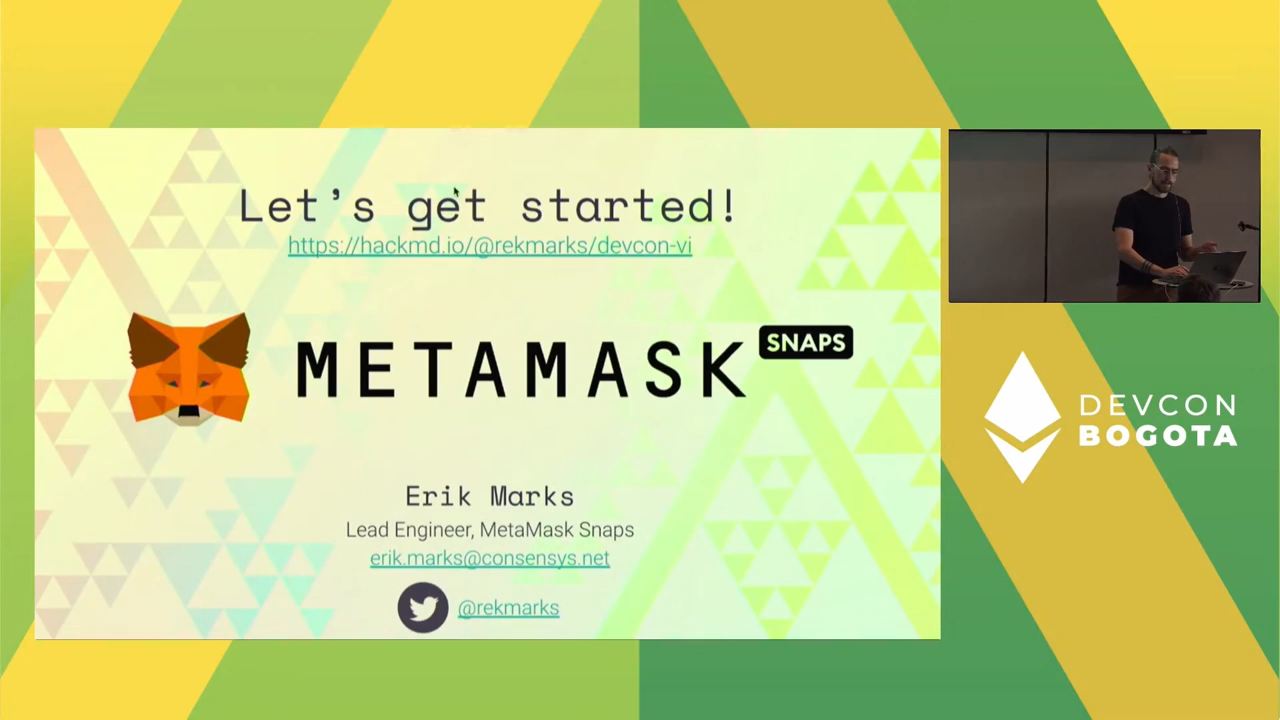 Let's get started!
https://hackmd.io/@rekmarks/devcon-vi
METAMASK SNAPS
Erik Marks
Lead Engineer, MetaMask Snaps
erik.marks@consensys.net
@rekmarks
DEVCON
BOGOTA